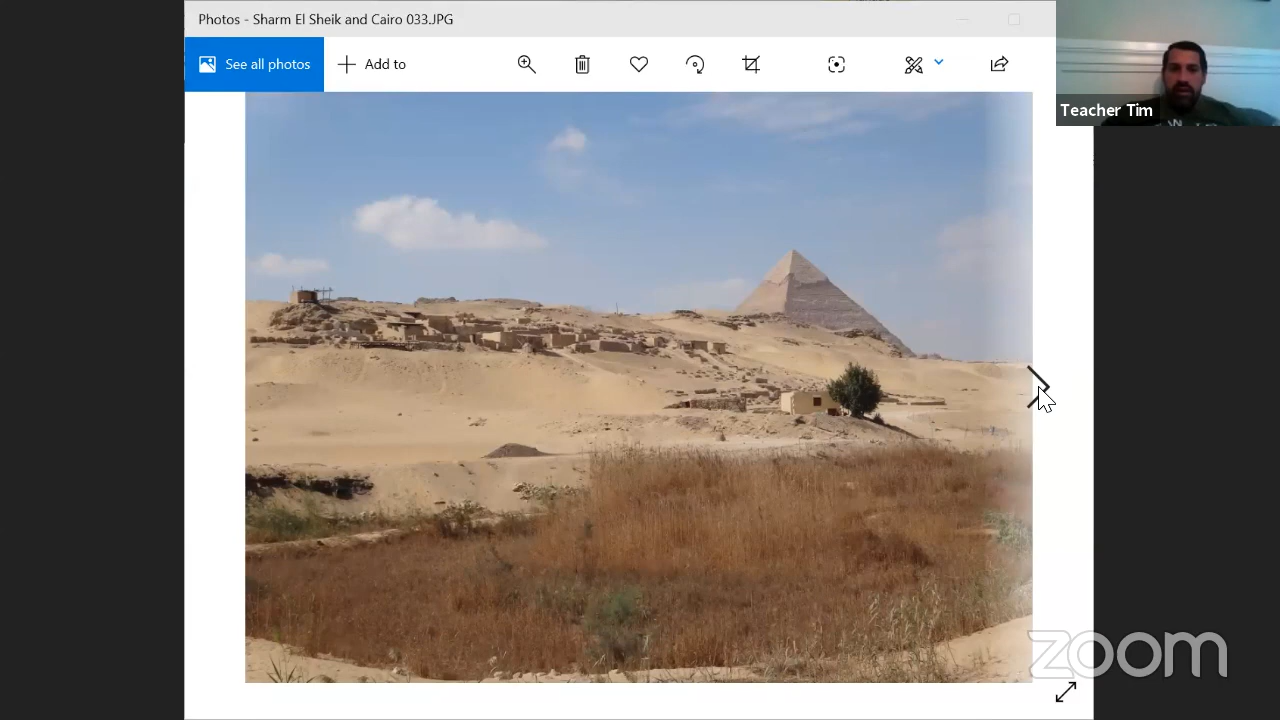 Photos - Sharm El Sheik and Cairo 033.JPG
See all photos
Add to
Teacher Tim
zoom